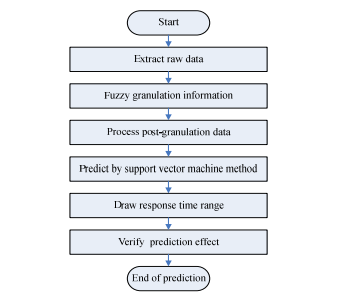 Start
Extract raw data
Fuzzy granulation information
Process post-granulation data
Predict by support vector machine method
Draw response time range
Verify prediction effect
End of prediction